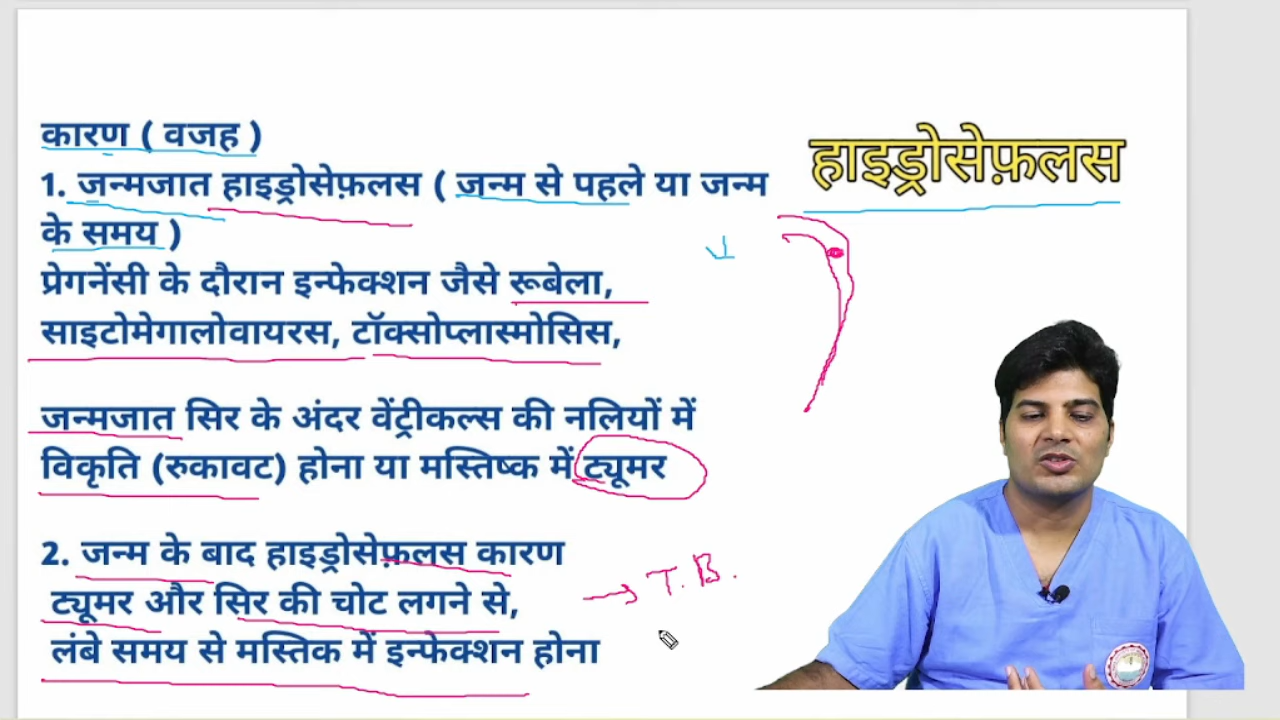 कारण ( वजह )
1. जन्मजात हाइड्रोसेफ़लस ( जन्म से पहले या जन्म
के समय )
प्रेगनेंसी के दौरान इन्फेक्शन जैसे रूबेला,
साइटोमेगालोवायरस, टॉक्सोप्लास्मोसिस,
जन्मजात सिर के अंदर वेंट्रीकल्स की नलियों में
विकृति (रुकावट) होना या मस्तिष्क में ट्यूमर
2. जन्म के बाद हाइड्रोसेफ़लस कारण
ट्यूमर और सिर की चोट लगने से,
लंबे समय से मस्तिक में इन्फेक्शन होना
→ T.B.
हाइड्रोसेफ़लस